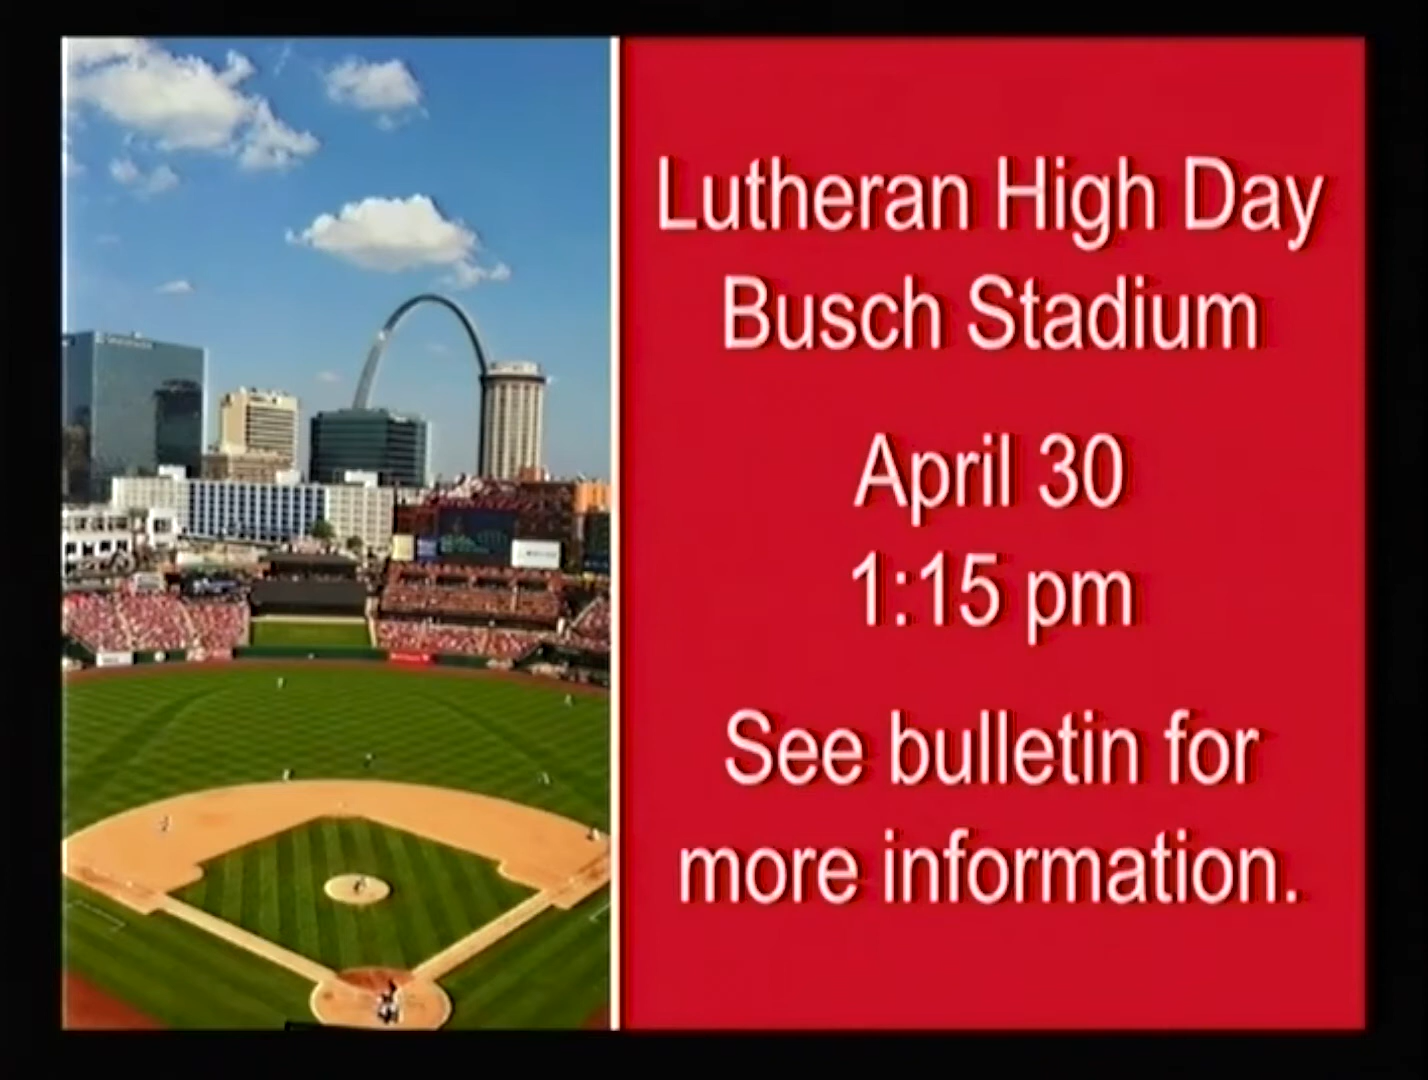 Lutheran High Day
Busch Stadium
April 30
1:15 pm
See bulletin for
more information.